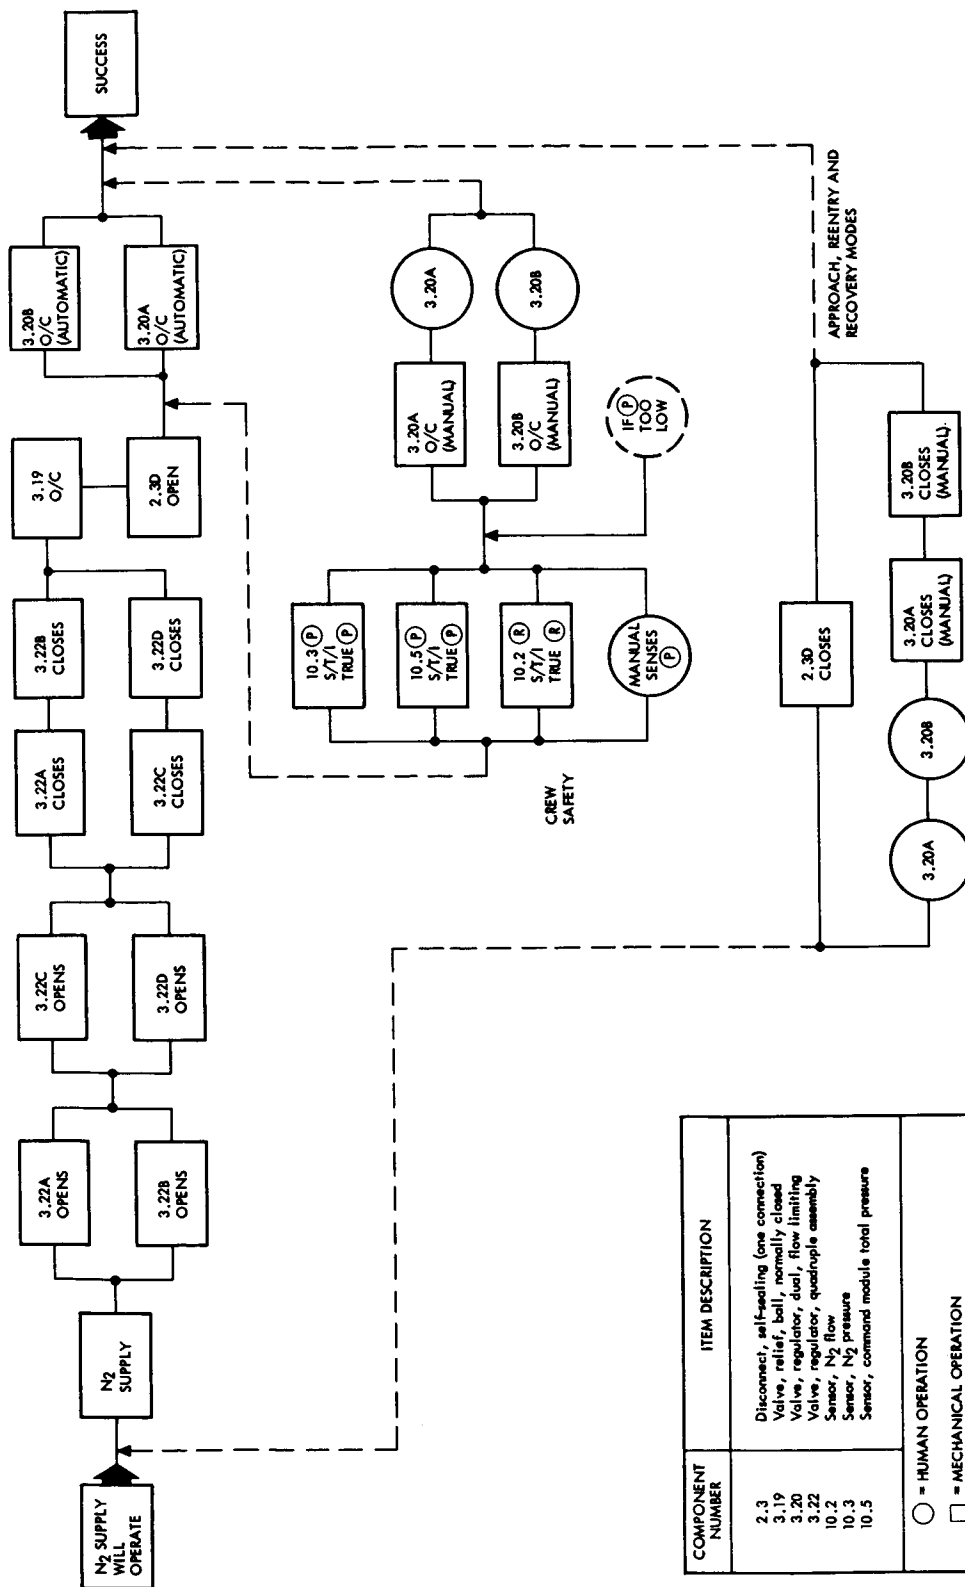 N2 SUPPLY
WILL
OPERATE
N2
SUPPLY
3.22A
OPENS
3.22B
OPENS
3.22C
OPENS
3.22D
OPENS
3.22A
CLOSES
3.22B
CLOSES
3.22C
CLOSES
3.22D
CLOSES
3.19
O/C
2.3D
OPEN
3.20B
O/C
(AUTOMATIC)
3.20A
O/C
(AUTOMATIC)
SUCCESS
CREW
SAFETY
10.3 P
S/T/I
TRUE P
10.5 P
S/T/I
TRUE P
10.2 R
S/T/I
TRUE R
MANUAL
SENSES
P
3.20A
O/C
(MANUAL)
3.20B
O/C
(MANUAL)
3.20A
3.20B
IF P
TOO
LOW
2.3D
CLOSES
3.20A
3.20B
3.20A
CLOSES
(MANUAL)
3.20B
CLOSES
(MANUAL)
APPROACH, REENTRY AND
RECOVERY MODES
COMPONENT
NUMBER
ITEM DESCRIPTION
2.3 Disconnect, self-sealing (one connection)
3.19 Valve, relief, ball, normally closed
3.20 Valve, regulator, dual, flow limiting
3.22 Valve, regulator, quadruple assembly
10.2 Sensor, N2 flow
10.3 Sensor, N2 pressure
10.5 Sensor, command module total pressure
= HUMAN OPERATION
= MECHANICAL OPERATION